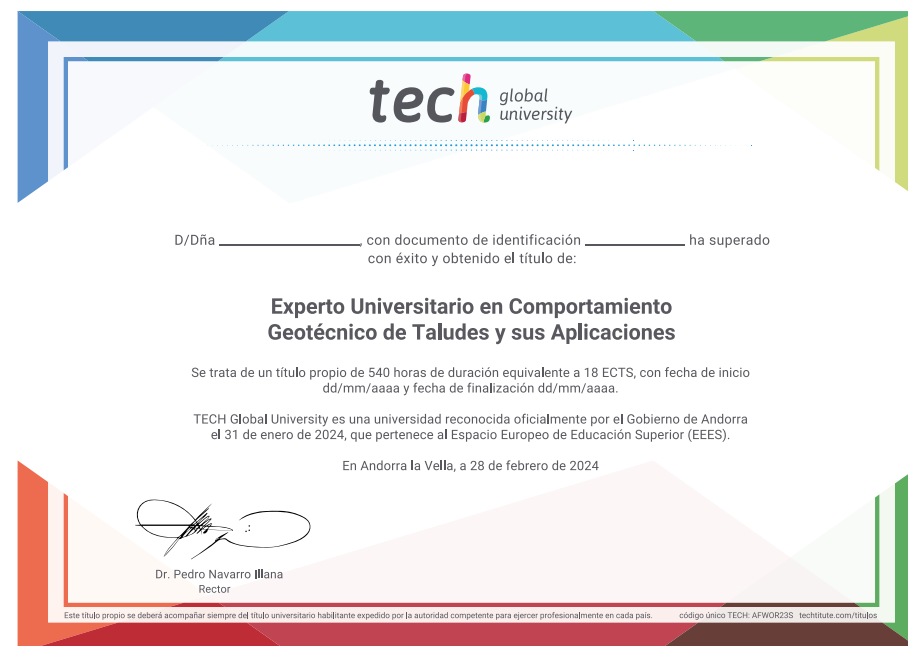 tech global university
D/Dña ____________________, con documento de identificación ______________ ha superado
con éxito y obtenido el título de:
Experto Universitario en Comportamiento
Geotécnico de Taludes y sus Aplicaciones
Se trata de un título propio de 540 horas de duración equivalente a 18 ECTS, con fecha de inicio
dd/mm/aaaa y fecha de finalización dd/mm/aaaa.
TECH Global University es una universidad reconocida oficialmente por el Gobierno de Andorra
el 31 de enero de 2024, que pertenece al Espacio Europeo de Educación Superior (EEES).
En Andorra la Vella, a 28 de febrero de 2024
Dr. Pedro Navarro Illana
Rector
Este título propio se deberá acompañar siempre del título universitario habilitante expedido por la autoridad competente para ejercer profesionalmente en cada país. código único TECH: AFWOR23S techtitute.com/titulos